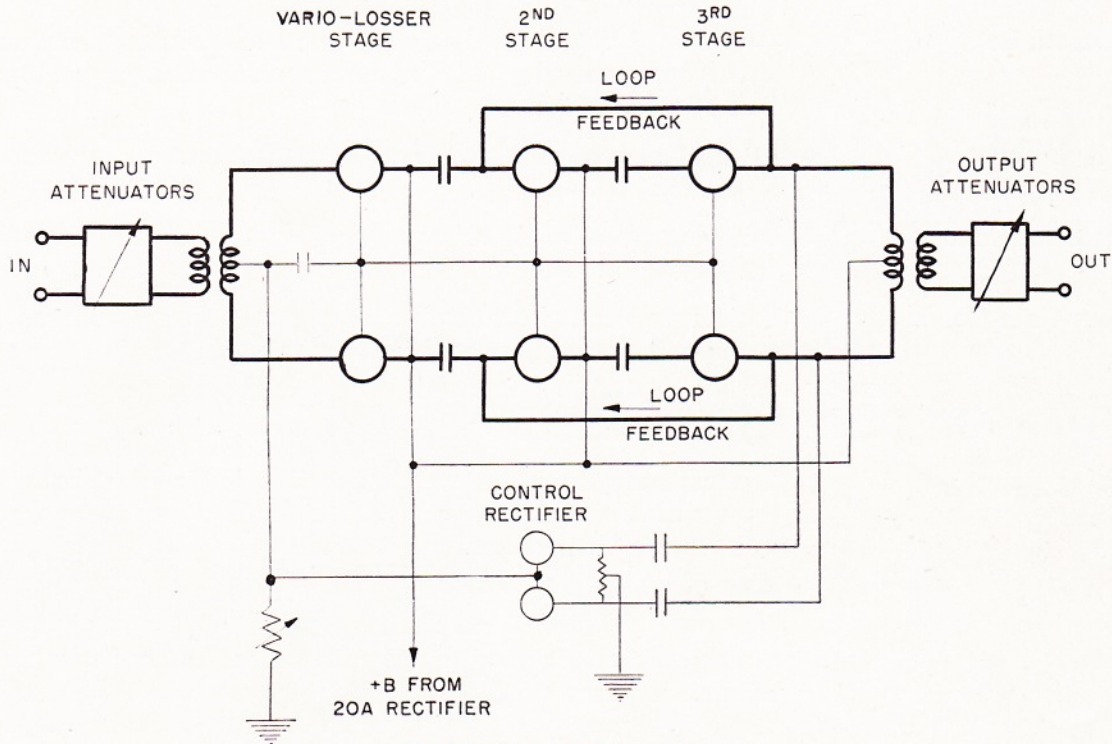 VARIO-LOSSER
STAGE
2ND
STAGE
3RD
STAGE
LOOP
FEEDBACK
INPUT
ATTENUATORS
OUTPUT
ATTENUATORS
IN
OUT
LOOP
FEEDBACK
CONTROL
RECTIFIER
+B FROM
20A RECTIFIER